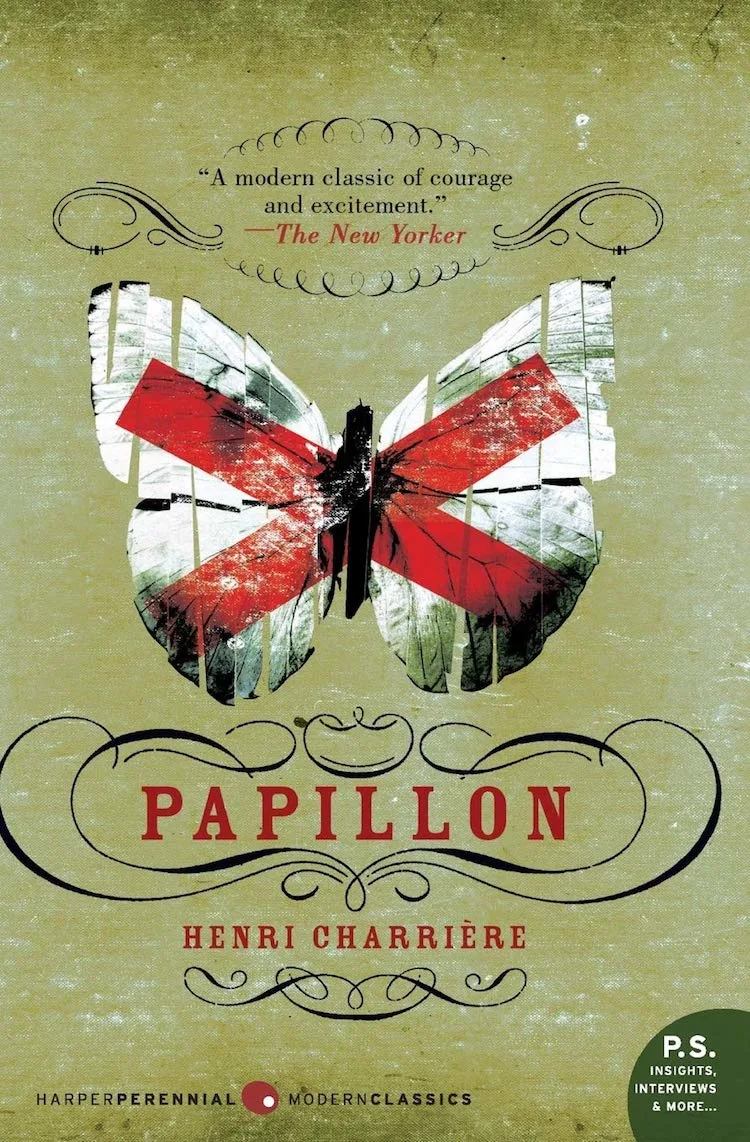 “A modern classic of courage
and excitement.”
—The New Yorker
PAPILLON
HENRI CHARRIÈRE
P.S.
INSIGHTS,
INTERVIEWS
& MORE...
HARPERPERENNIAL MODERNCLASSICS